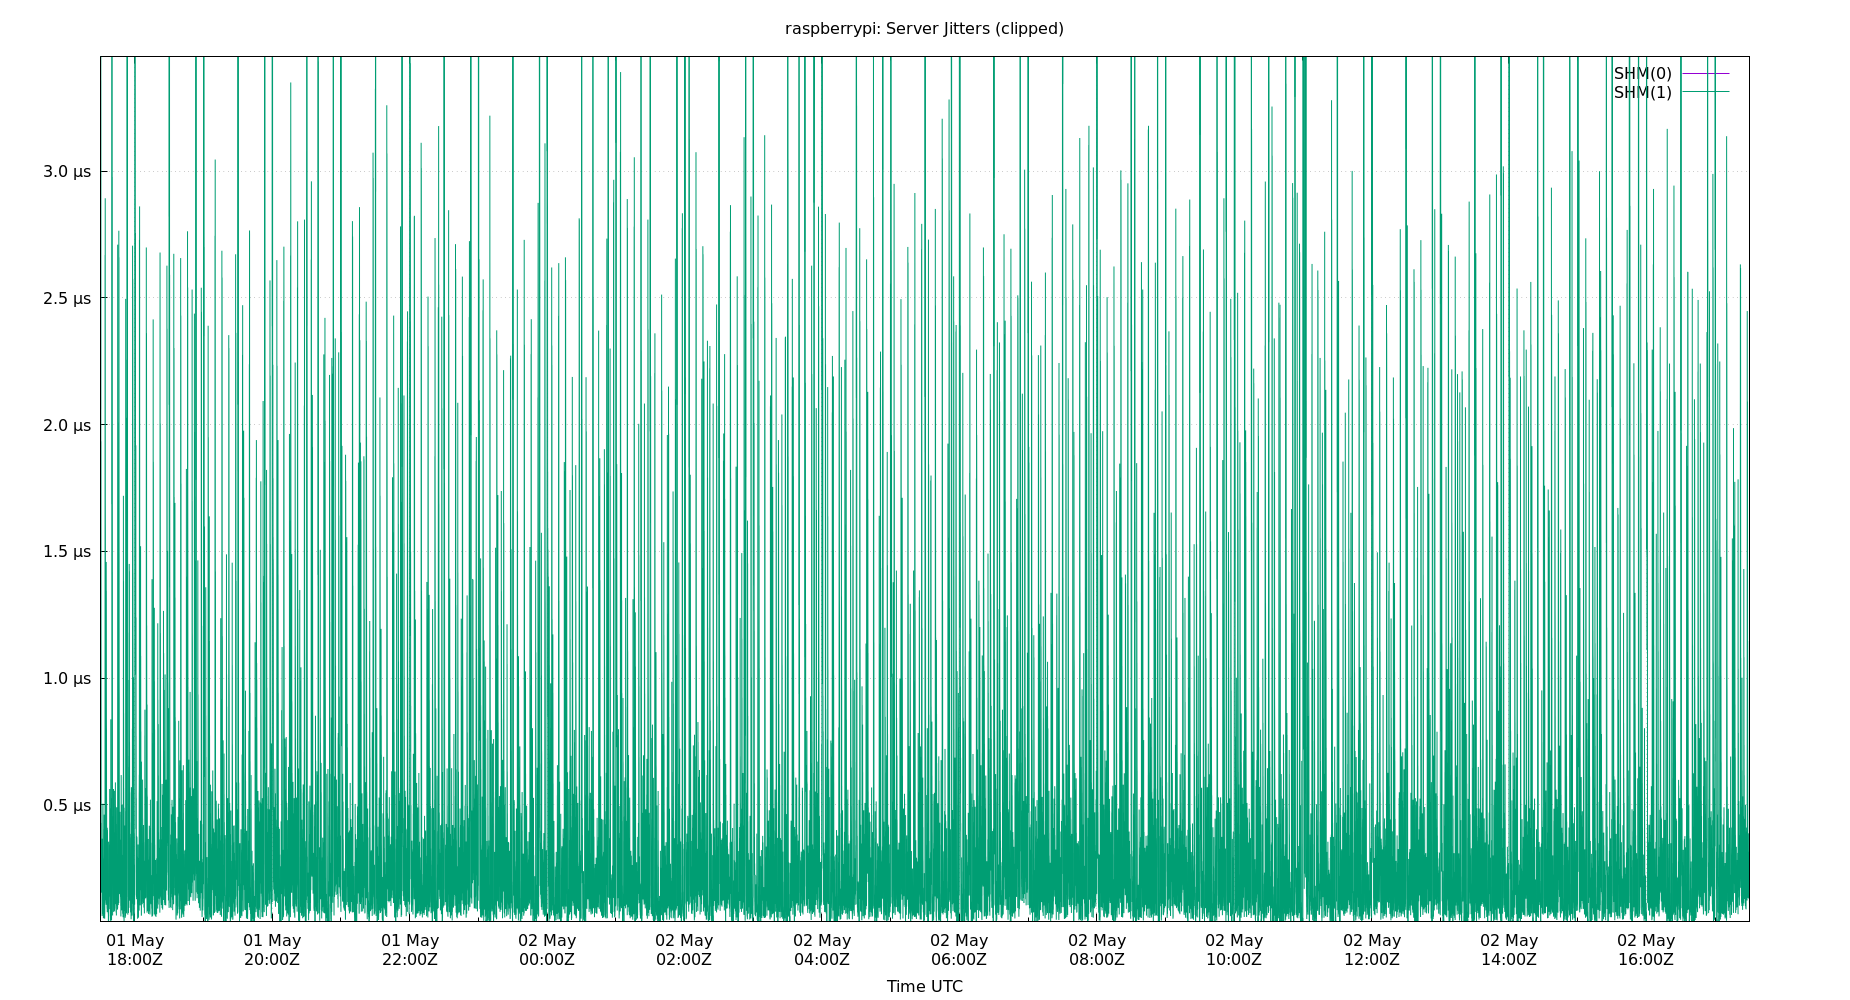 raspberrypi: Server Jitters (clipped)
SHM(0)
SHM(1)
3.0 µs
2.5 µs
2.0 µs
1.5 µs
1.0 µs
0.5 µs
01 May 01 May 01 May 02 May 02 May 02 May 02 May 02 May 02 May 02 May 02 May 02 May
18:00Z 20:00Z 22:00Z 00:00Z 02:00Z 04:00Z 06:00Z 08:00Z 10:00Z 12:00Z 14:00Z 16:00Z
Time UTC